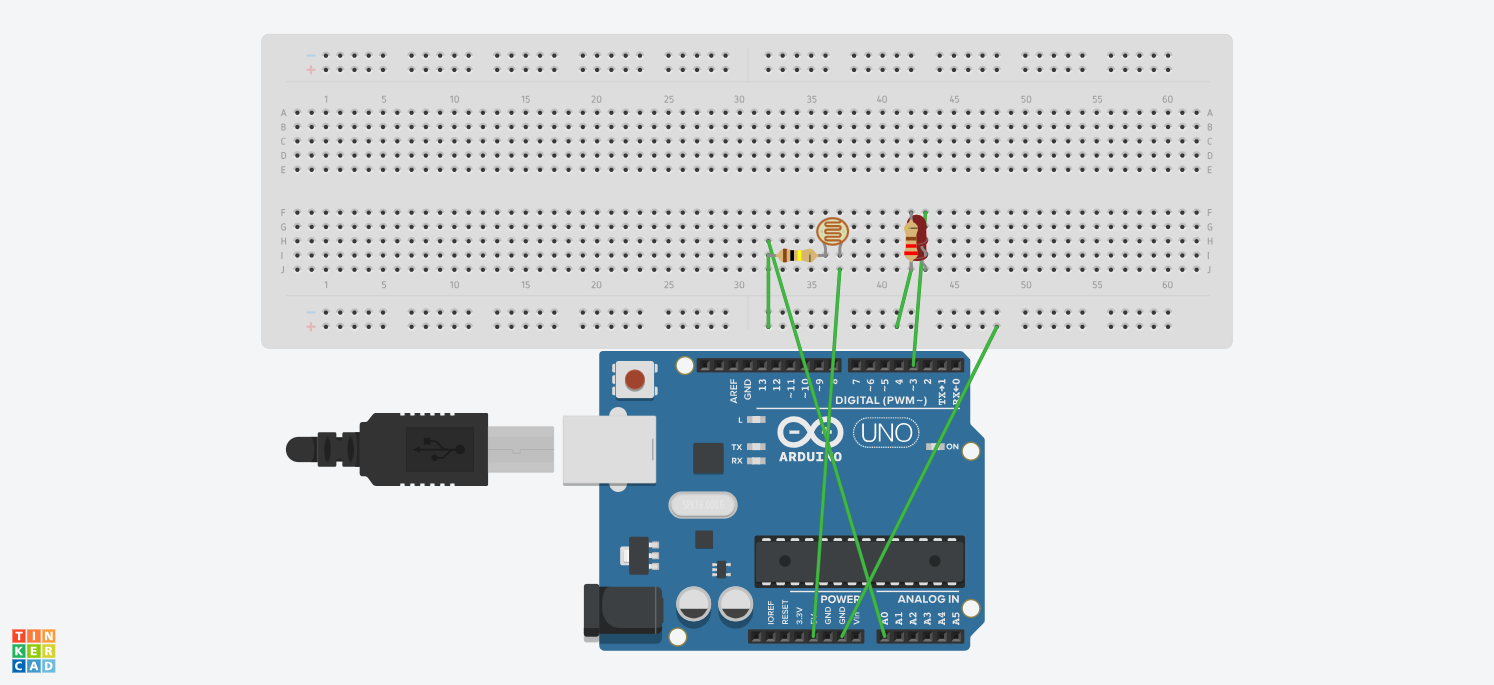 − −
+ +
1 5 10 15 20 25 30 35 40 45 50 55 60
A A
B B
C C
D D
E E
F F
G G
H H
I I
J J
1 5 10 15 20 25 30 35 40 45 50 55 60
−
+
AREF GND 13 12 ~11 ~10 ~9 8 7 ~6 ~5 4 ~3 2 TX→1 RX←0
DIGITAL (PWM~)
L
TX
RX
UNO
ON
ARDUINO
POWER ANALOG IN
IOREF RESET 3.3V 5V GND GND Vin A0 A1 A2 A3 A4 A5
TIN
KER
CAD